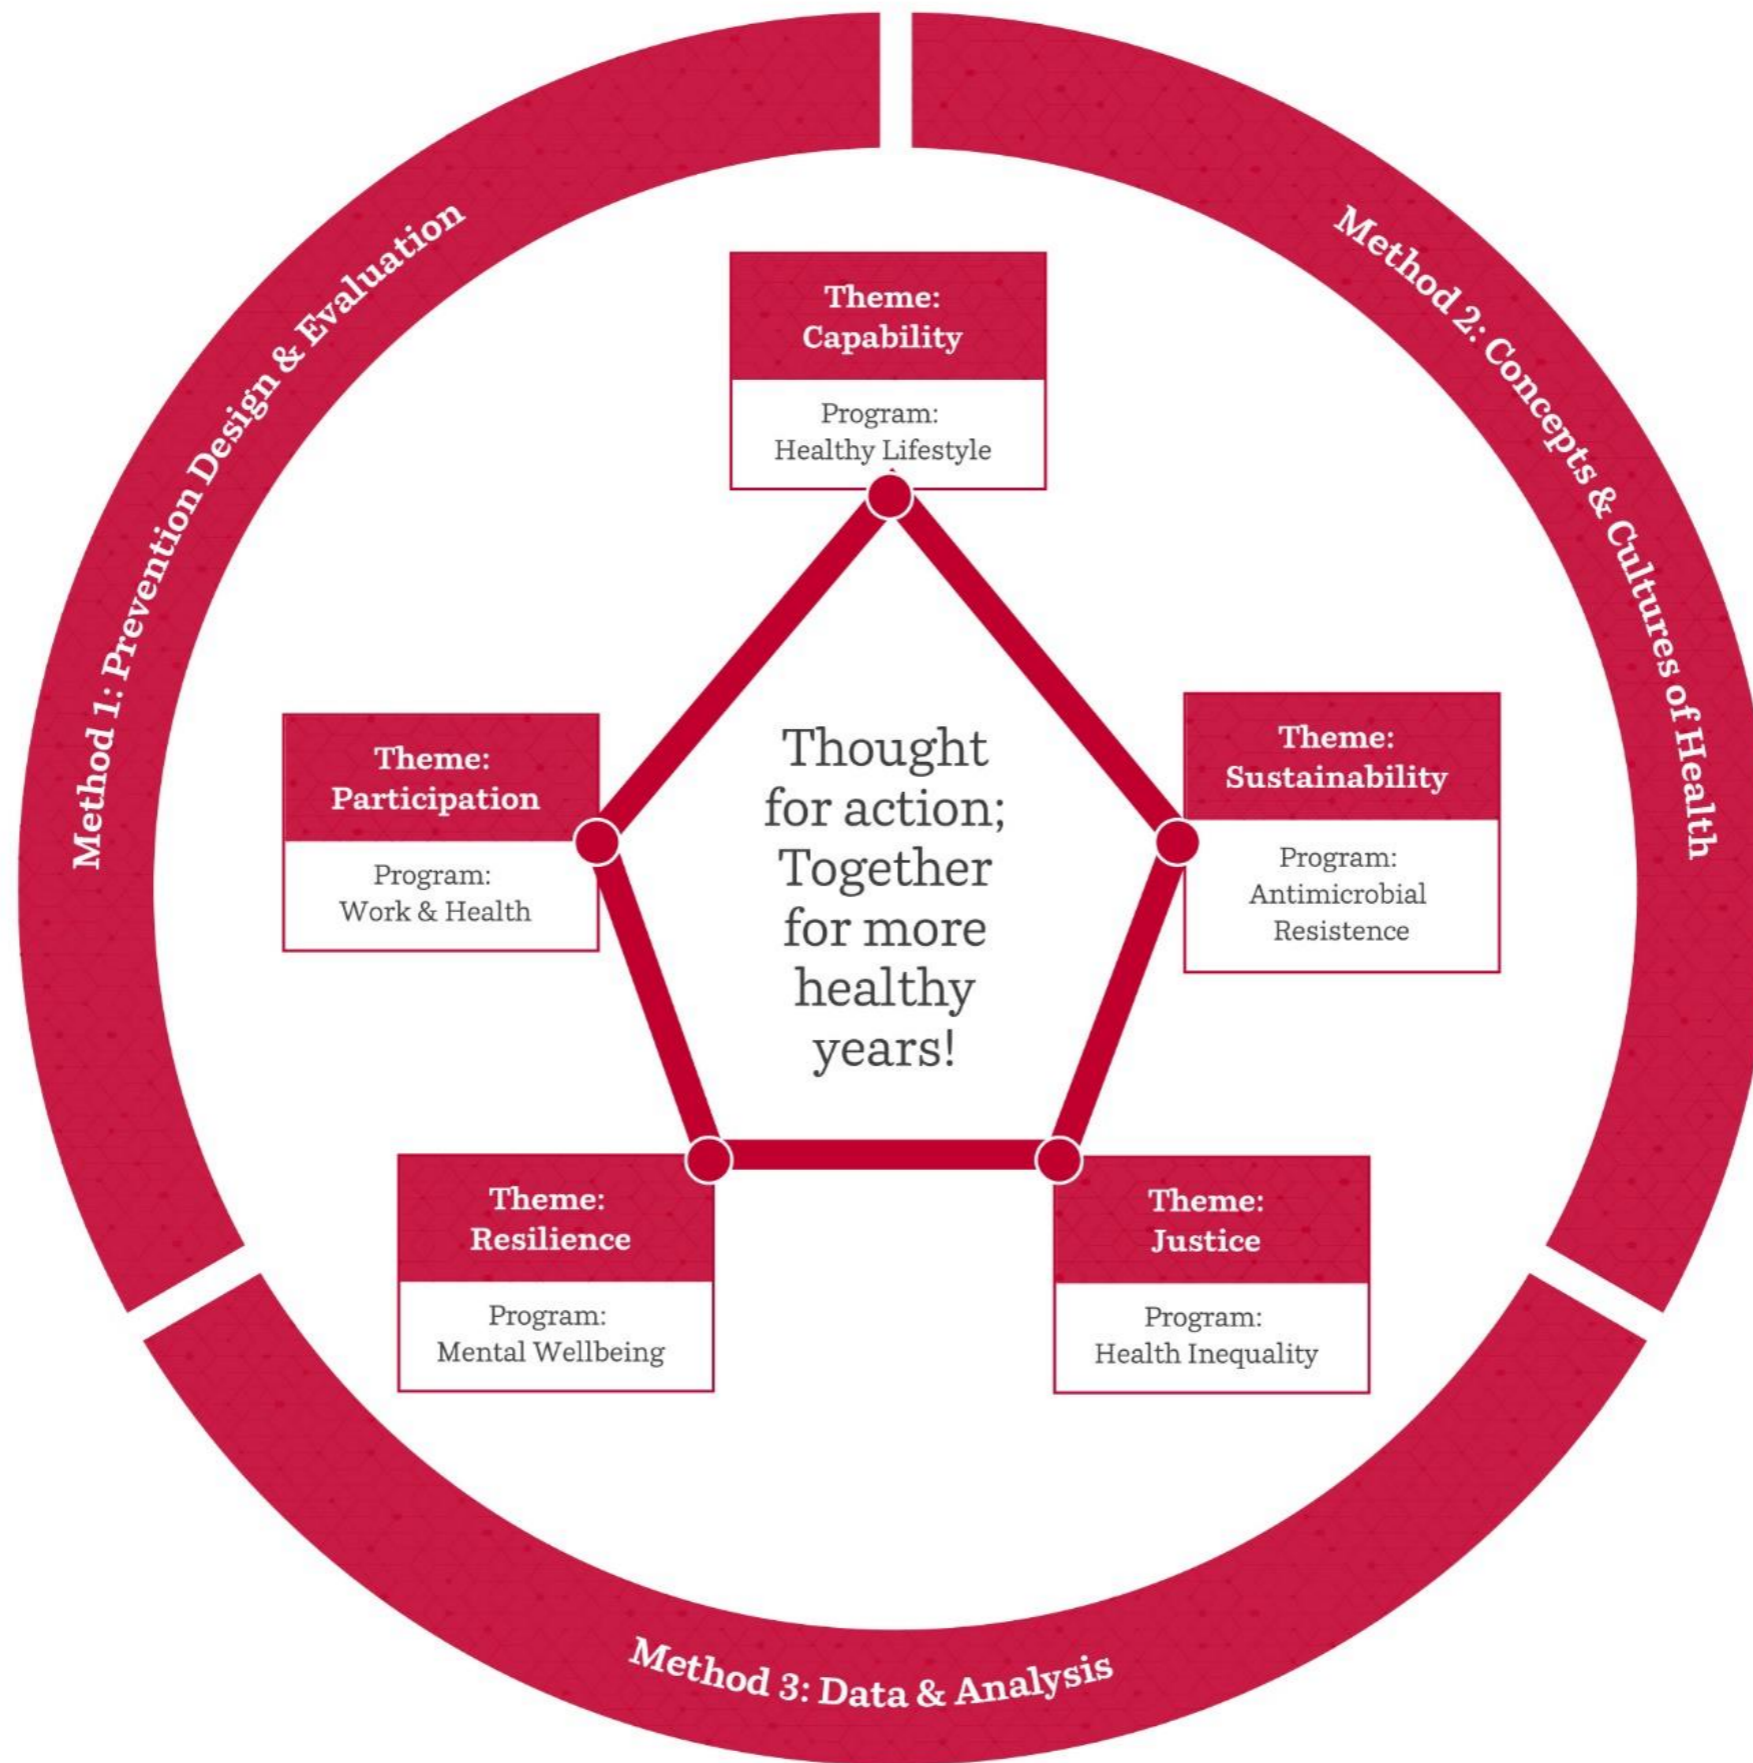 Method 1: Prevention Design & Evaluation
Method 2: Concepts & Cultures of Health
Theme:
Capability
Program:
Healthy Lifestyle
Theme:
Participation
Program:
Work & Health
Thought
for action;
Together
for more
healthy
years!
Theme:
Sustainability
Program:
Antimicrobial
Resistence
Theme:
Resilience
Program:
Mental Wellbeing
Theme:
Justice
Program:
Health Inequality
Method 3: Data & Analysis